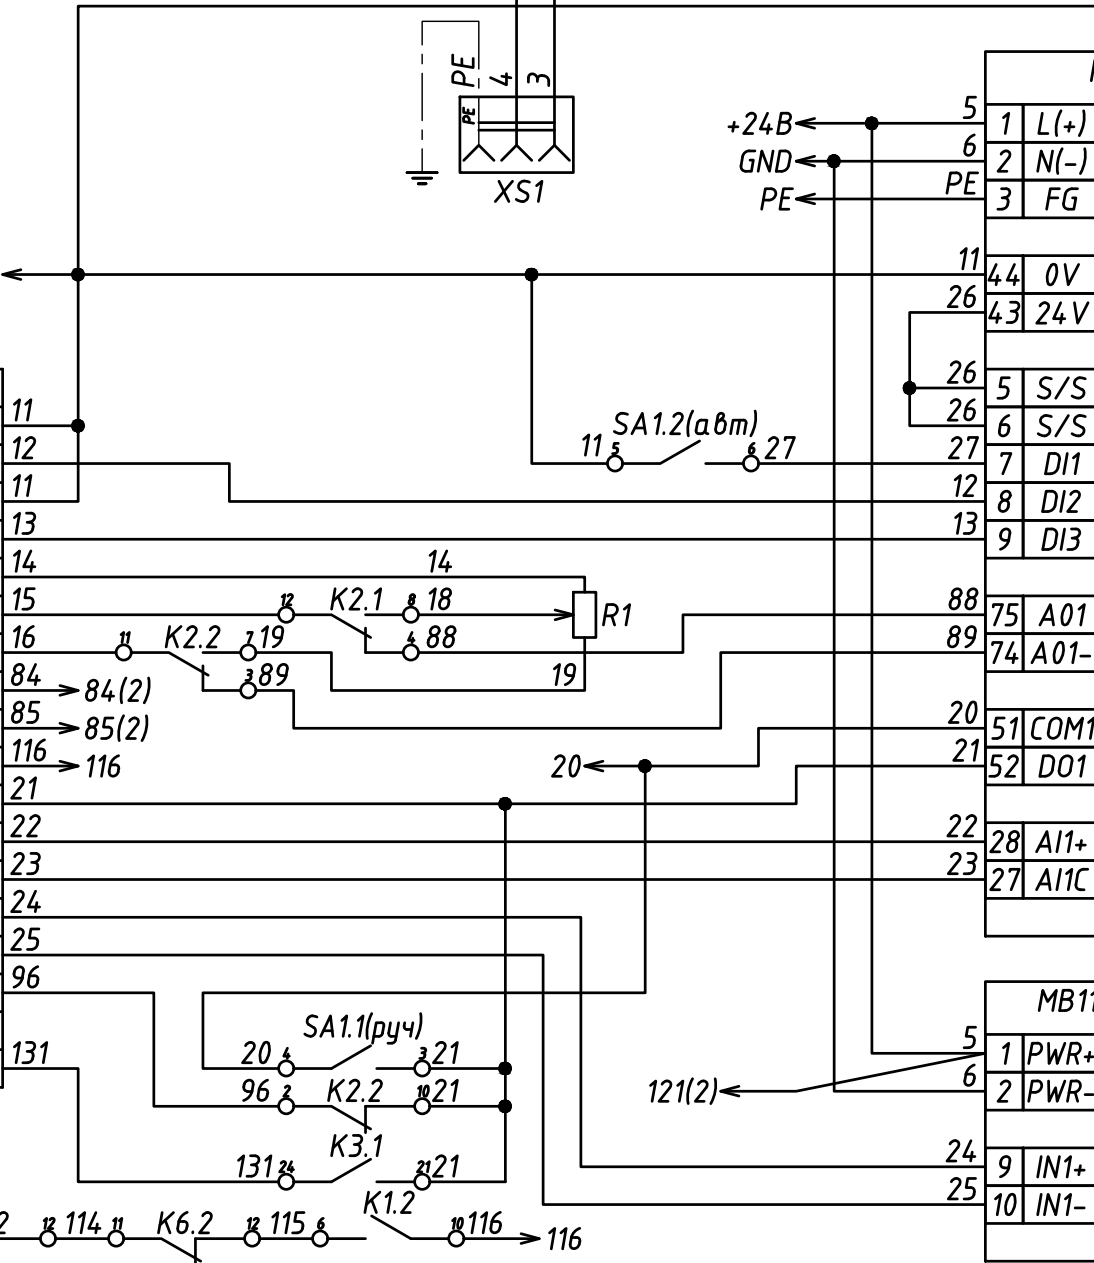 PE 4 3
PE
XS1
+24В 5 1 L(+)
GND 6 2 N(-)
PE PE 3 FG
11 44 0V
26 43 24V
26 5 S/S
11 26 6 S/S
SA1.2(авт)
12 11 5 6 27 27 7 DI1
11 12 8 DI2
13 13 9 DI3
14 14
15 12 K2.1 8 18 R1 88 75 AO1
16 11 K2.2 7 19 4 88 89 74 AO1-
84 84(2) 3 89 19
85 85(2) 20 51 COM1
116 116 20 21 52 DO1
21
22 22 28 AI1+
23 23 27 AI1C
24
25
96
SA1.1(руч)
131 20 4 3 21 5 1 PWR+
96 2 K2.2 10 21 121(2) 6 2 PWR-
K3.1
131 24 21 21 24 9 IN1+
25 10 IN1-
12 114 11 K6.2 12 115 6 K1.2 10 116 116